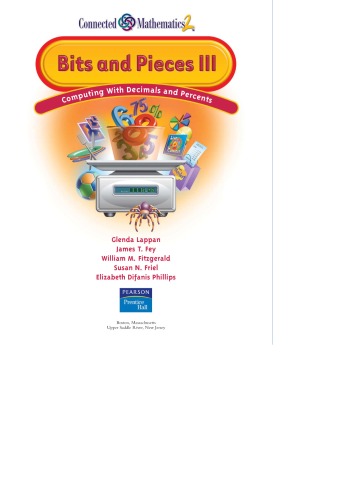 Connected Mathematics 2
Bits and Pieces III
Computing With Decimals and Percents
75 %
Glenda Lappan
James T. Fey
William M. Fitzgerald
Susan N. Friel
Elizabeth Difanis Phillips
PEARSON
Prentice
Hall
Boston, Massachusetts
Upper Saddle River, New Jersey